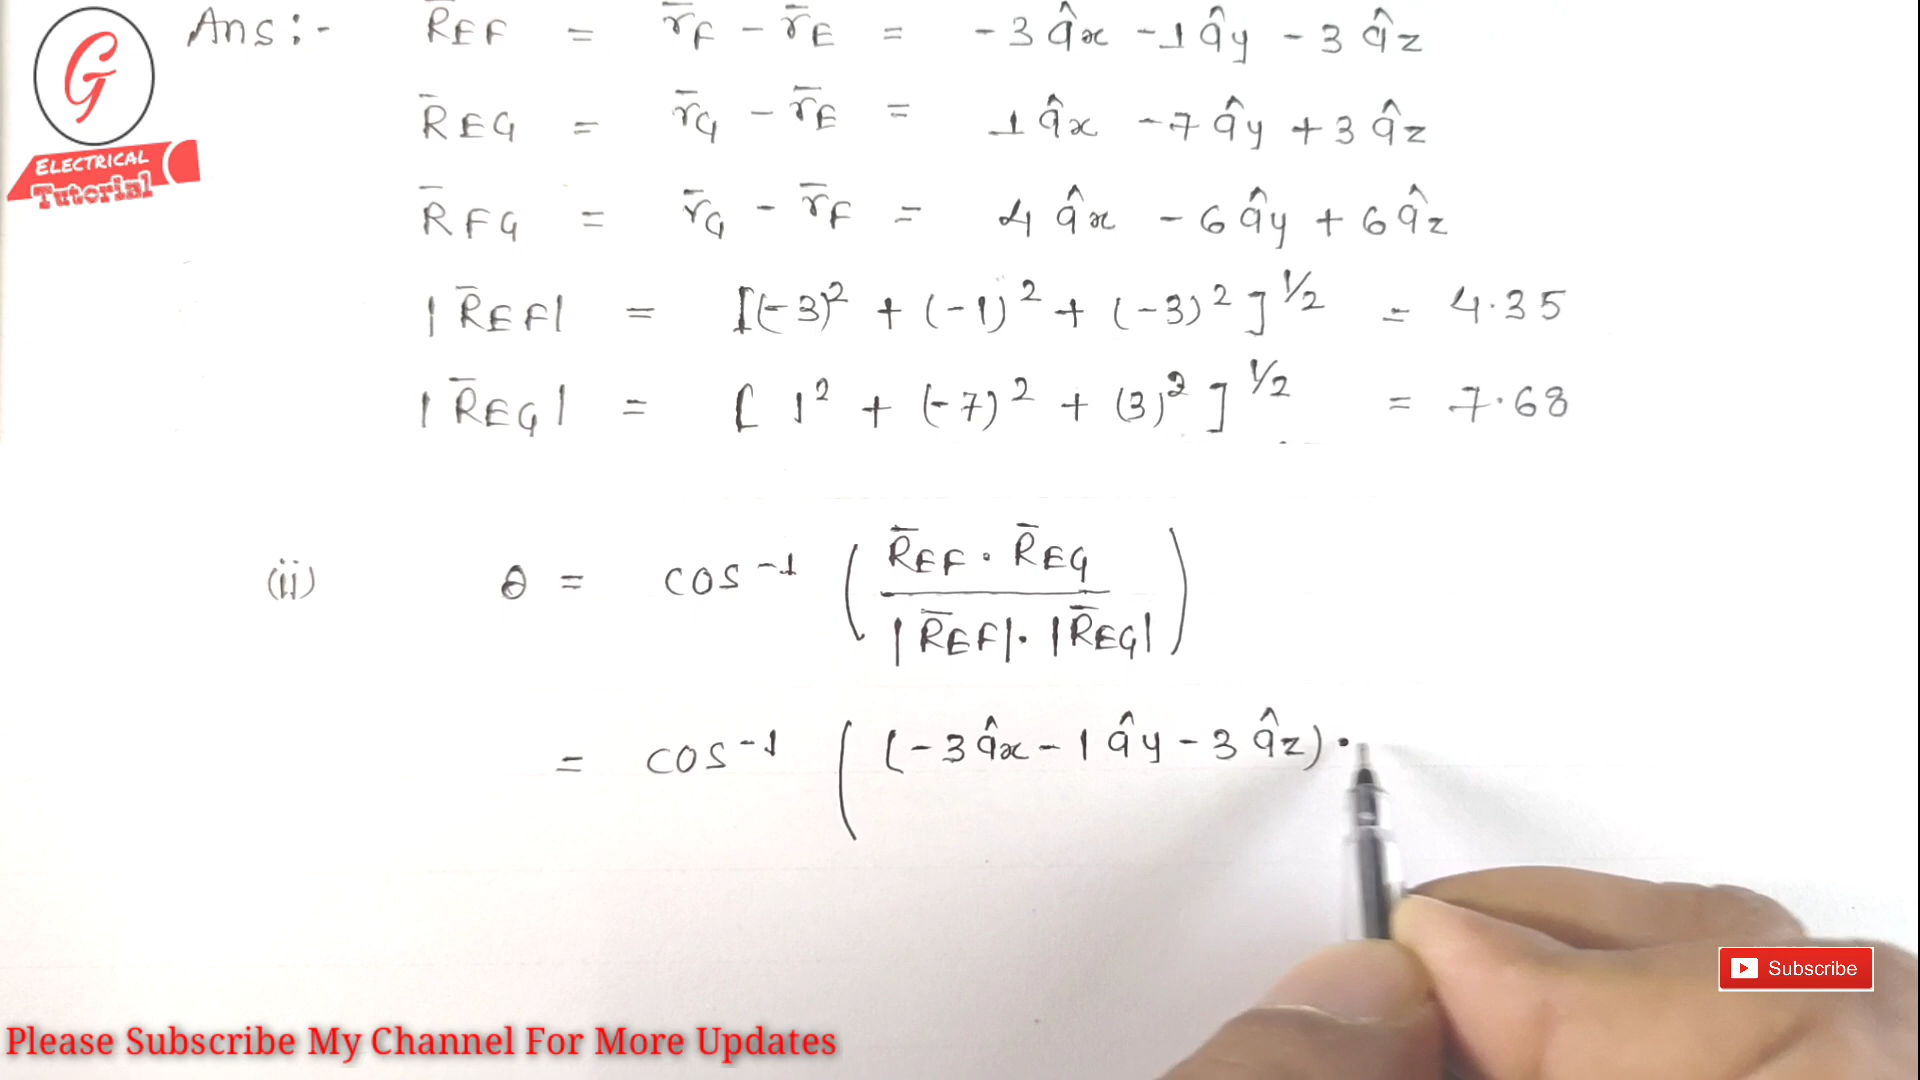 Ans:- R̄EF = r̄F - r̄E = -3 âx -1 ây - 3 âz
R̄EG = r̄G - r̄E = 1 âx -7 ây + 3 âz
R̄FG = r̄G - r̄F = 4 âx - 6 ây + 6 âz
|R̄EF| = [(-3)² + (-1)² + (-3)²]^1/2 = 4.35
|R̄EG| = [1² + (-7)² + (3)²]^1/2 = 7.68
(ii) θ = cos⁻¹ ( R̄EF . R̄EG / |R̄EF|. |R̄EG| )
= cos⁻¹ ( (-3 âx - 1 ây - 3 âz) .
G
ELECTRICAL
Tutorial
Subscribe
Please Subscribe My Channel For More Updates